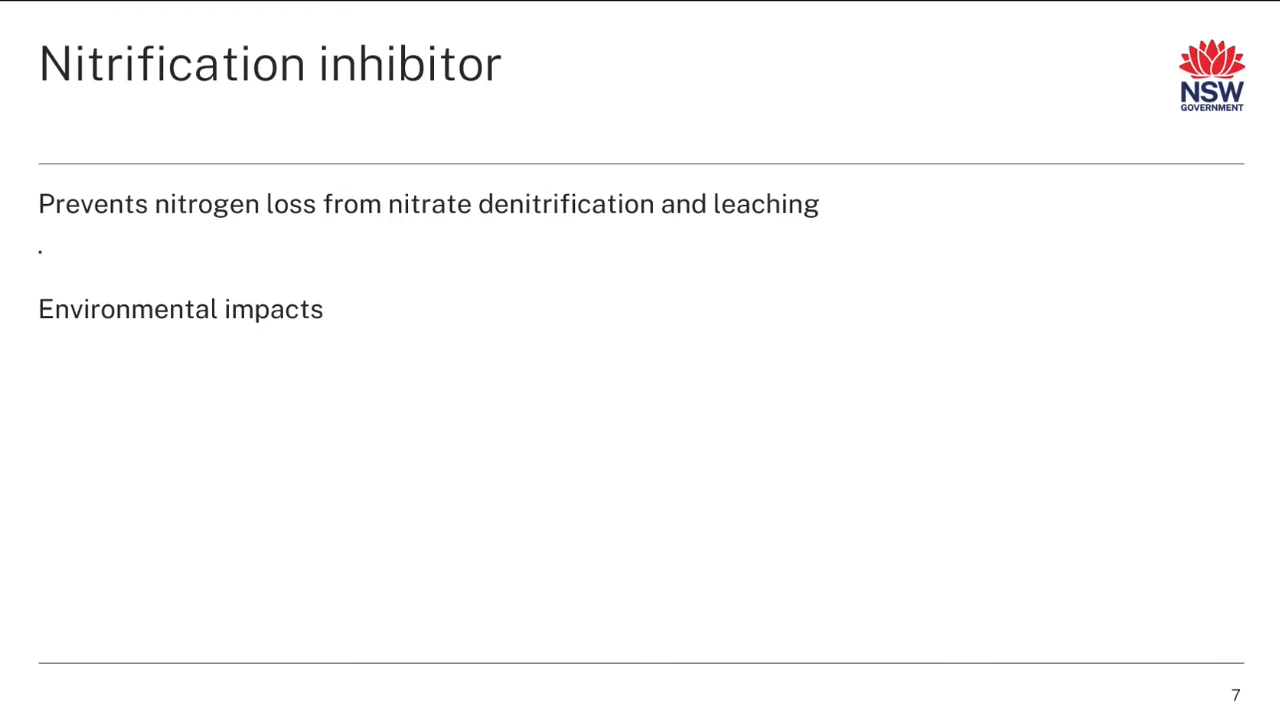 Nitrification inhibitor
NSW
GOVERNMENT
Prevents nitrogen loss from nitrate denitrification and leaching
.
Environmental impacts
7